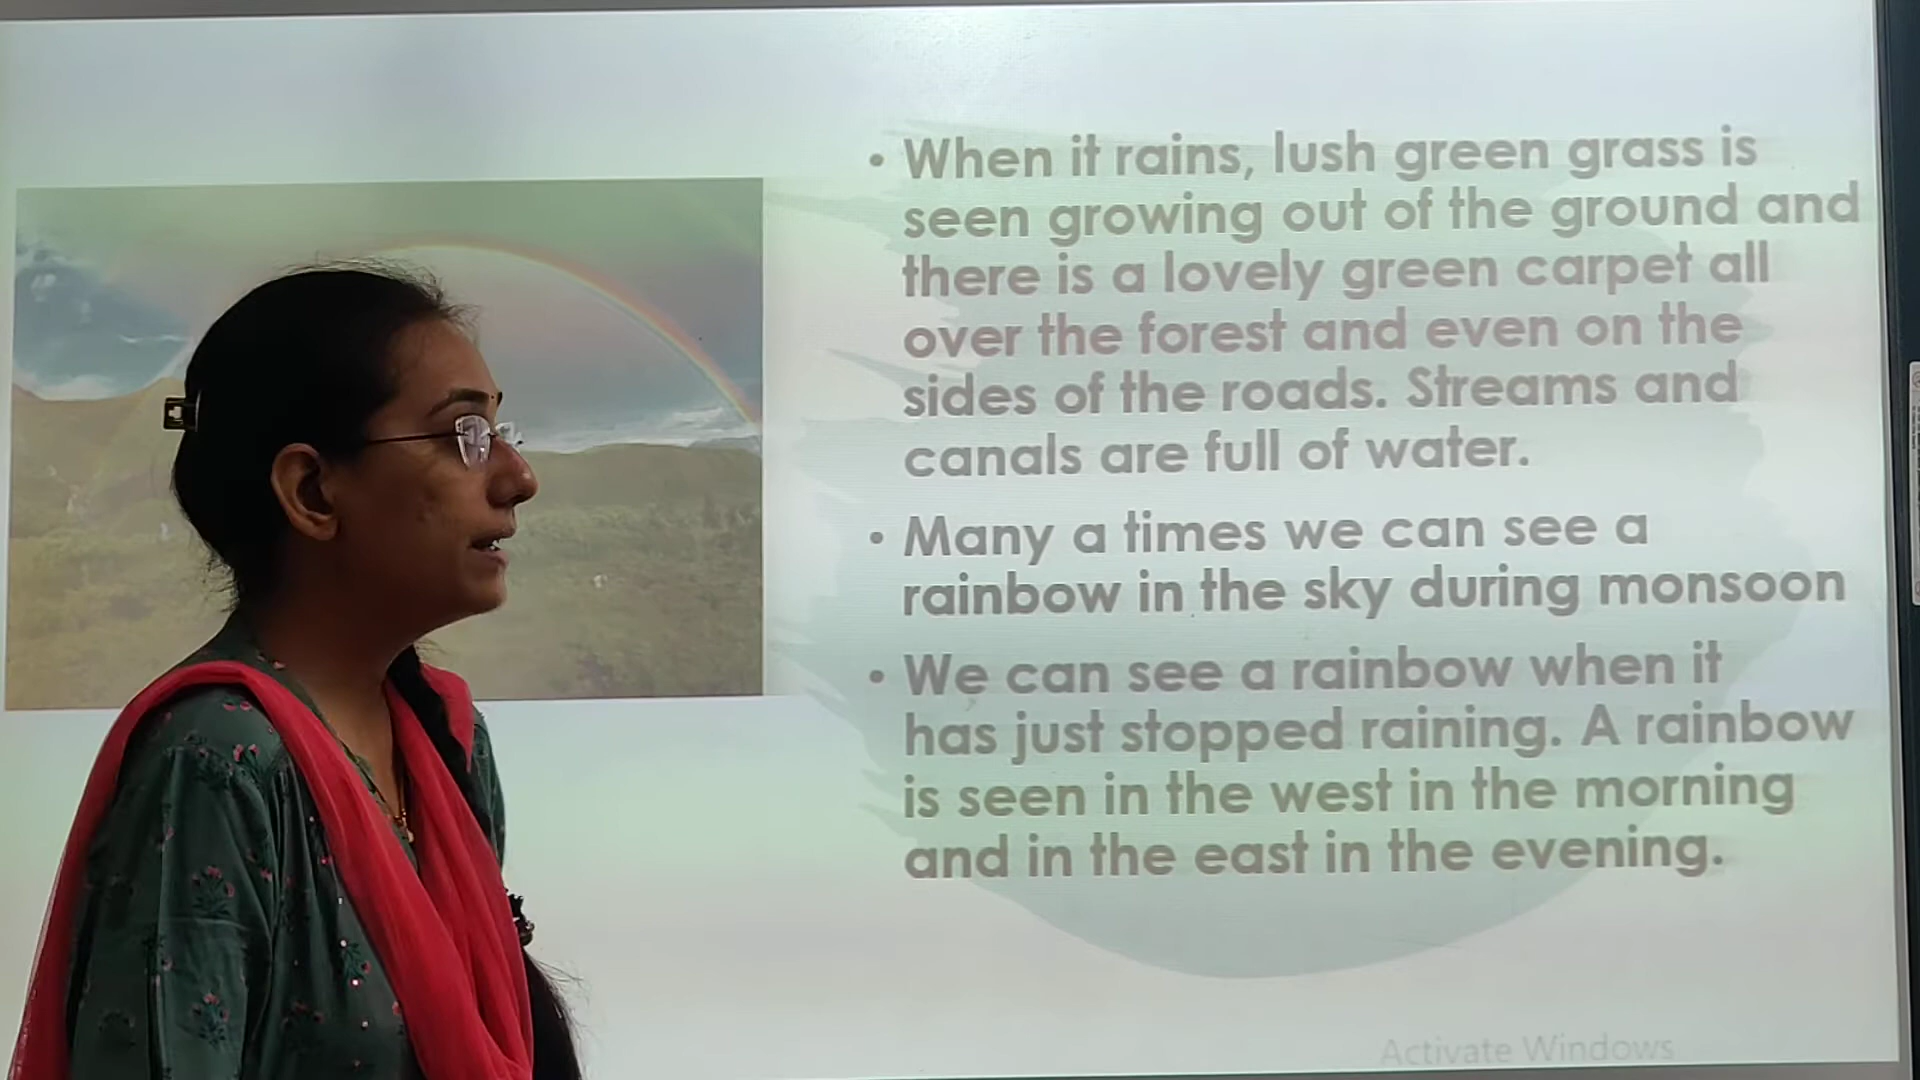 • When it rains, lush green grass is
seen growing out of the ground and
there is a lovely green carpet all
over the forest and even on the
sides of the roads. Streams and
canals are full of water.
• Many a times we can see a
rainbow in the sky during monsoon
• We can see a rainbow when it
has just stopped raining. A rainbow
is seen in the west in the morning
and in the east in the evening.
Activate Windows